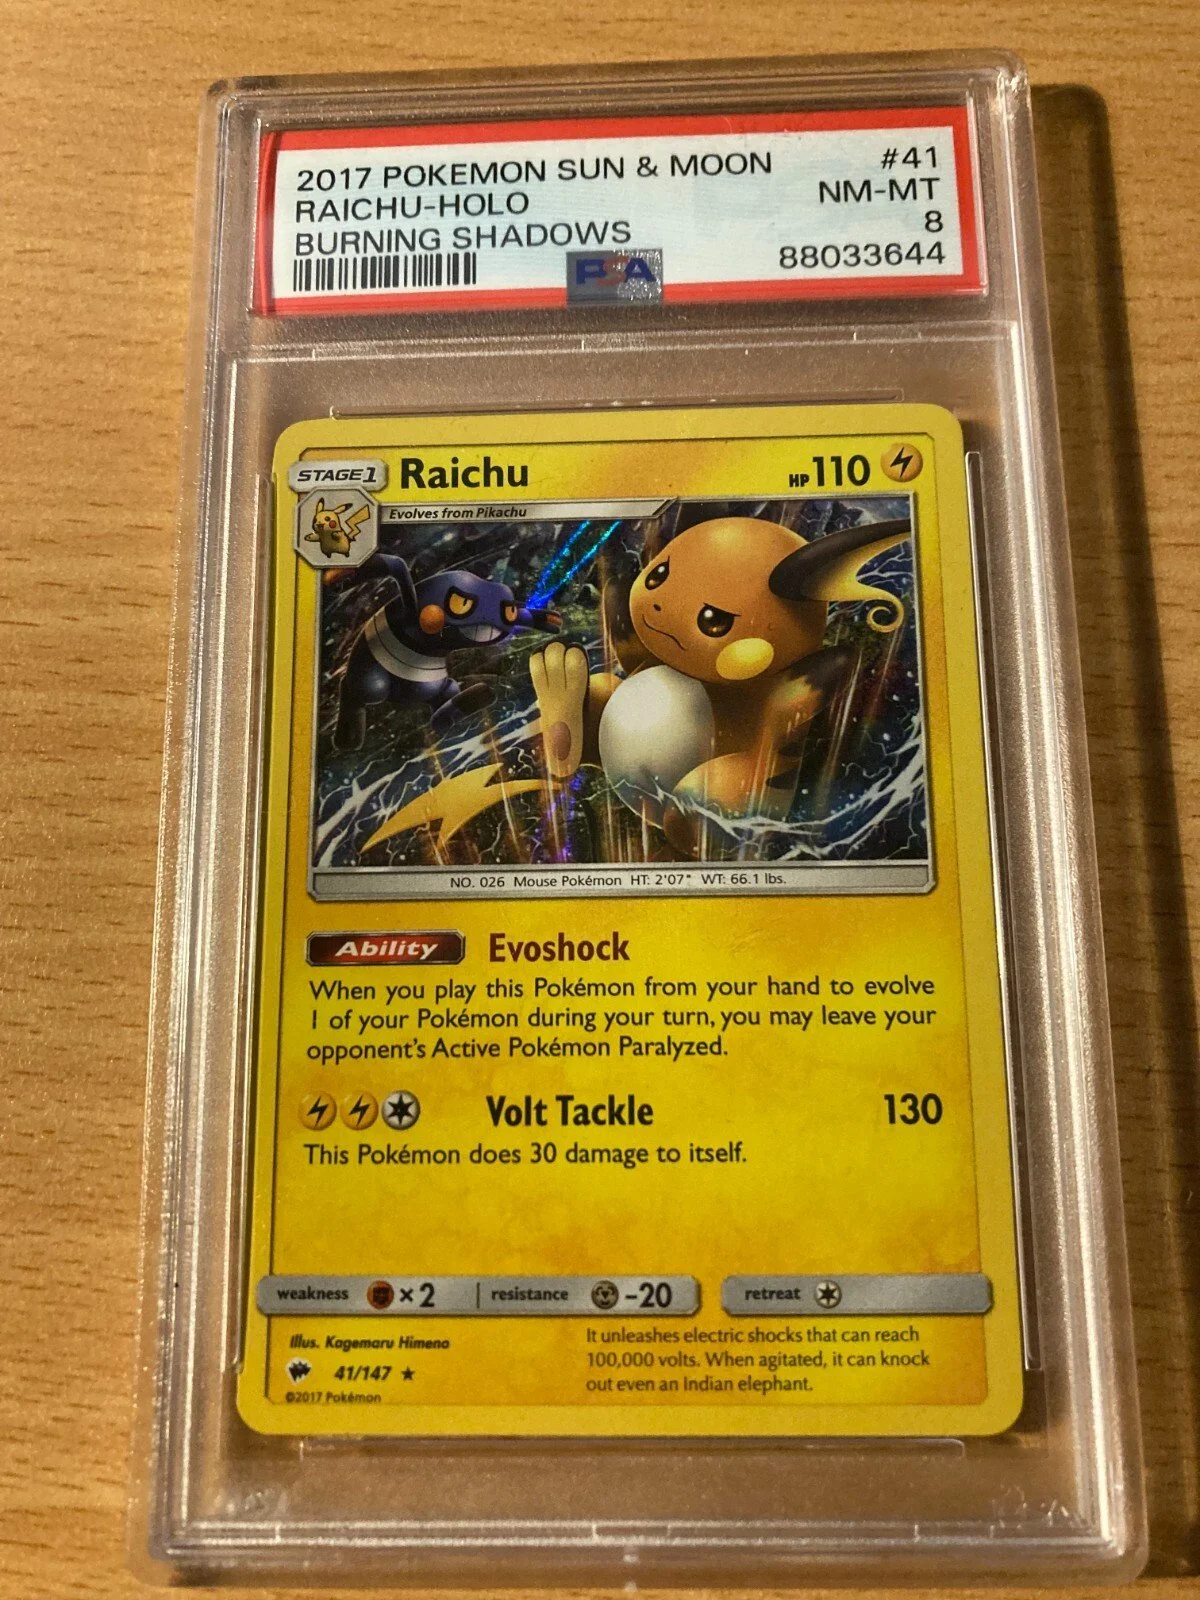 2017 POKEMON SUN & MOON #41
RAICHU-HOLO NM-MT
BURNING SHADOWS 8
PSA 88033644
STAGE 1 Raichu HP 110
Evolves from Pikachu
NO. 026 Mouse Pokémon HT: 2'07" WT: 66.1 lbs.
Ability Evoshock
When you play this Pokémon from your hand to evolve
1 of your Pokémon during your turn, you may leave your
opponent's Active Pokémon Paralyzed.
Volt Tackle 130
This Pokémon does 30 damage to itself.
weakness ×2 resistance -20 retreat
Illus. Kagemaru Himeno
41/147 ★
©2017 Pokémon
It unleashes electric shocks that can reach
100,000 volts. When agitated, it can knock
out even an Indian elephant.